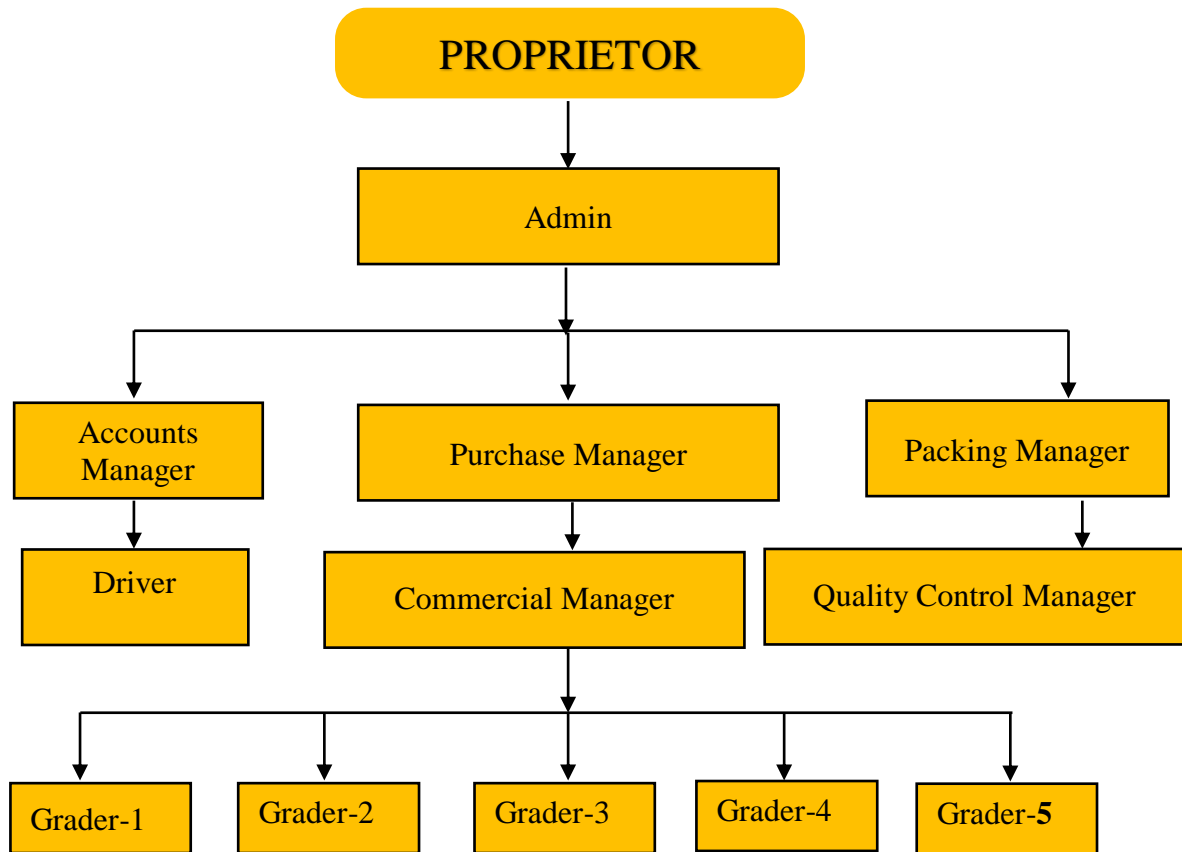 PROPRIETOR
Admin
Accounts
Manager
Purchase Manager
Packing Manager
Driver
Commercial Manager
Quality Control Manager
Grader-1
Grader-2
Grader-3
Grader-4
Grader-5